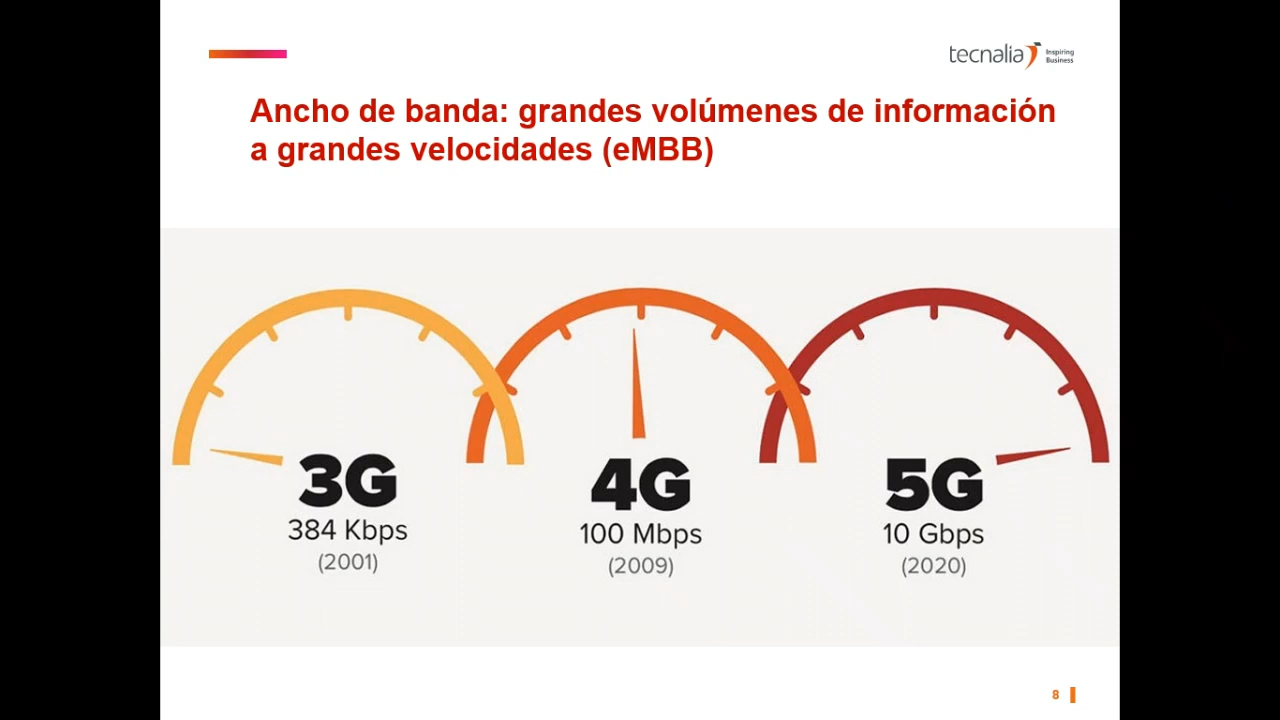 tecnalia Inspiring
Business
Ancho de banda: grandes volúmenes de información
a grandes velocidades (eMBB)
3G
384 Kbps
(2001)
4G
100 Mbps
(2009)
5G
10 Gbps
(2020)
8